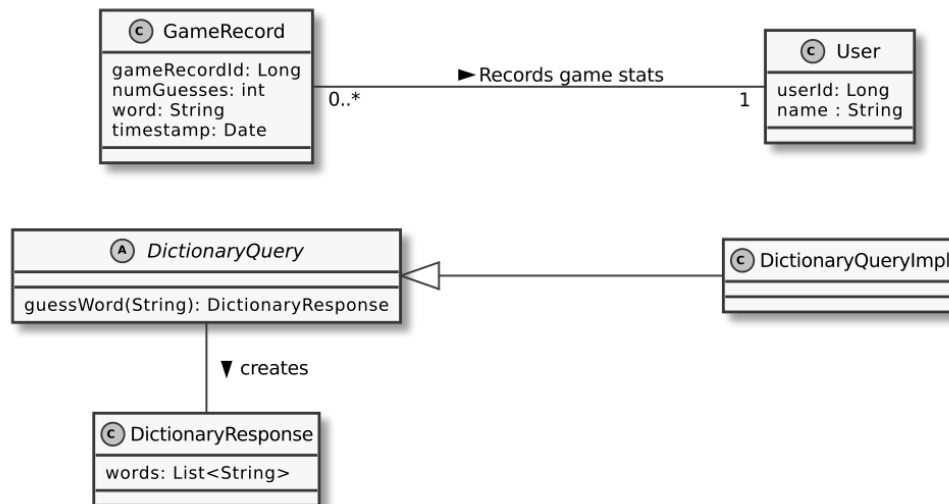 C GameRecord
gameRecordId: Long
numGuesses: int
word: String
timestamp: Date
Records game stats
0..*
1
C User
userId: Long
name : String
A DictionaryQuery
guessWord(String): DictionaryResponse
C DictionaryQueryImpl
creates
C DictionaryResponse
words: List<String>